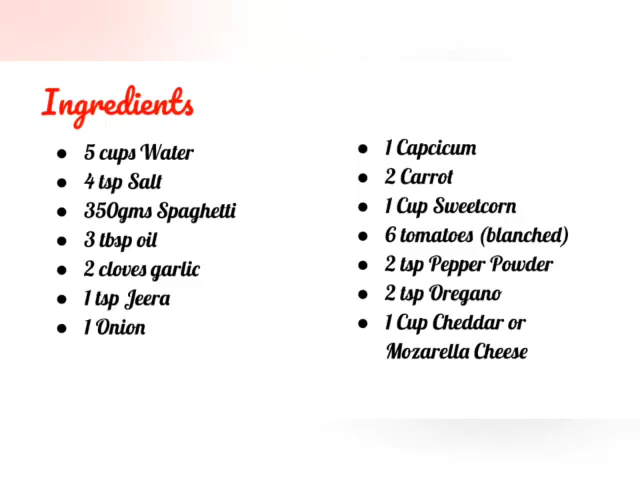 Ingredients
• 5 cups Water
• 4 tsp Salt
• 350gms Spaghetti
• 3 tbsp oil
• 2 cloves garlic
• 1 tsp Jeera
• 1 Onion
• 1 Capcicum
• 2 Carrot
• 1 Cup Sweetcorn
• 6 tomatoes (blanched)
• 2 tsp Pepper Powder
• 2 tsp Oregano
• 1 Cup Cheddar or
Mozarella Cheese